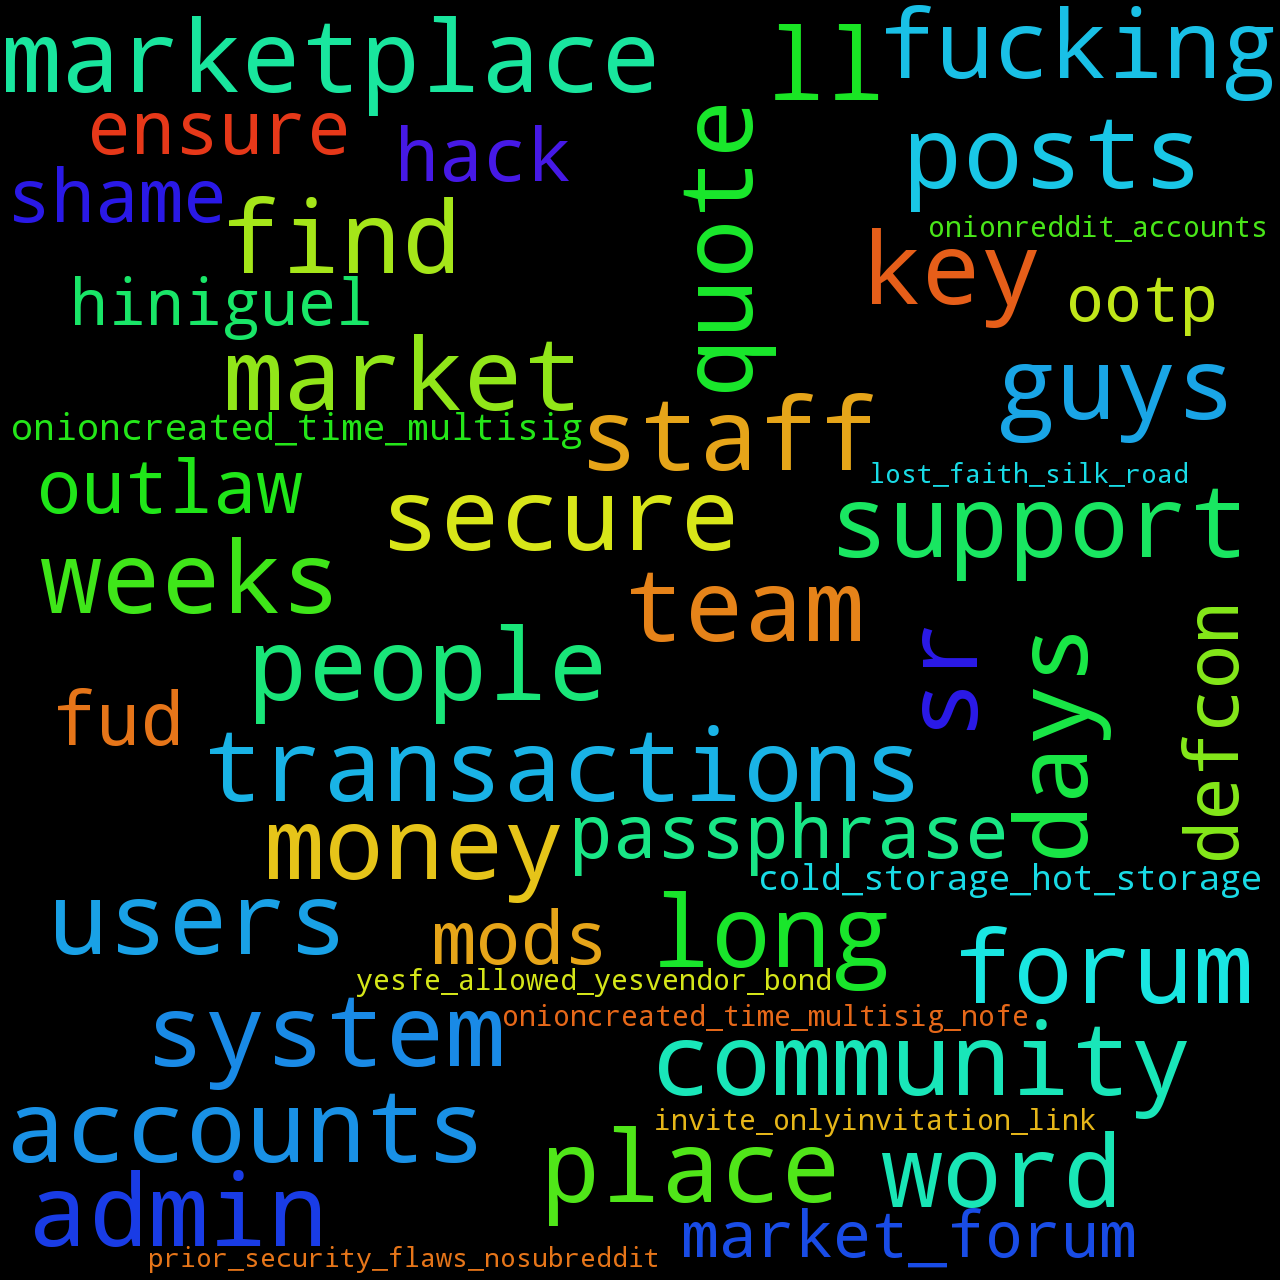 marketplace
ll
fucking
ensure
hack
quote
posts
shame
find
onionreddit_accounts
key
hiniguel
ootp
market
guys
onioncreated_time_multisig
staff
outlaw
lost_faith_silk_road
secure
support
weeks
team
people
sr
days
defcon
fud
transactions
money
passphrase
cold_storage_hot_storage
users
mods
long
forum
yesfe_allowed_yesvendor_bond
system
onioncreated_time_multisig_nofe
community
accounts
invite_onlyinvitation_link
place
word
admin
market_forum
prior_security_flaws_nosubreddit